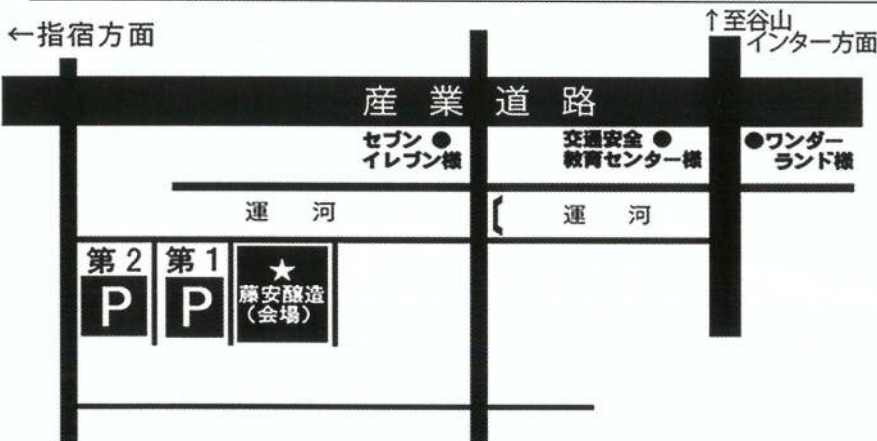 ←指宿方面
↑至谷山
インター方面
産業道路
セブン ●
イレブン様
交通安全 ●
教育センター様
●ワンダー
ランド様
運 河
運 河
第2
P
第1
P
★
藤安醸造
(会場)